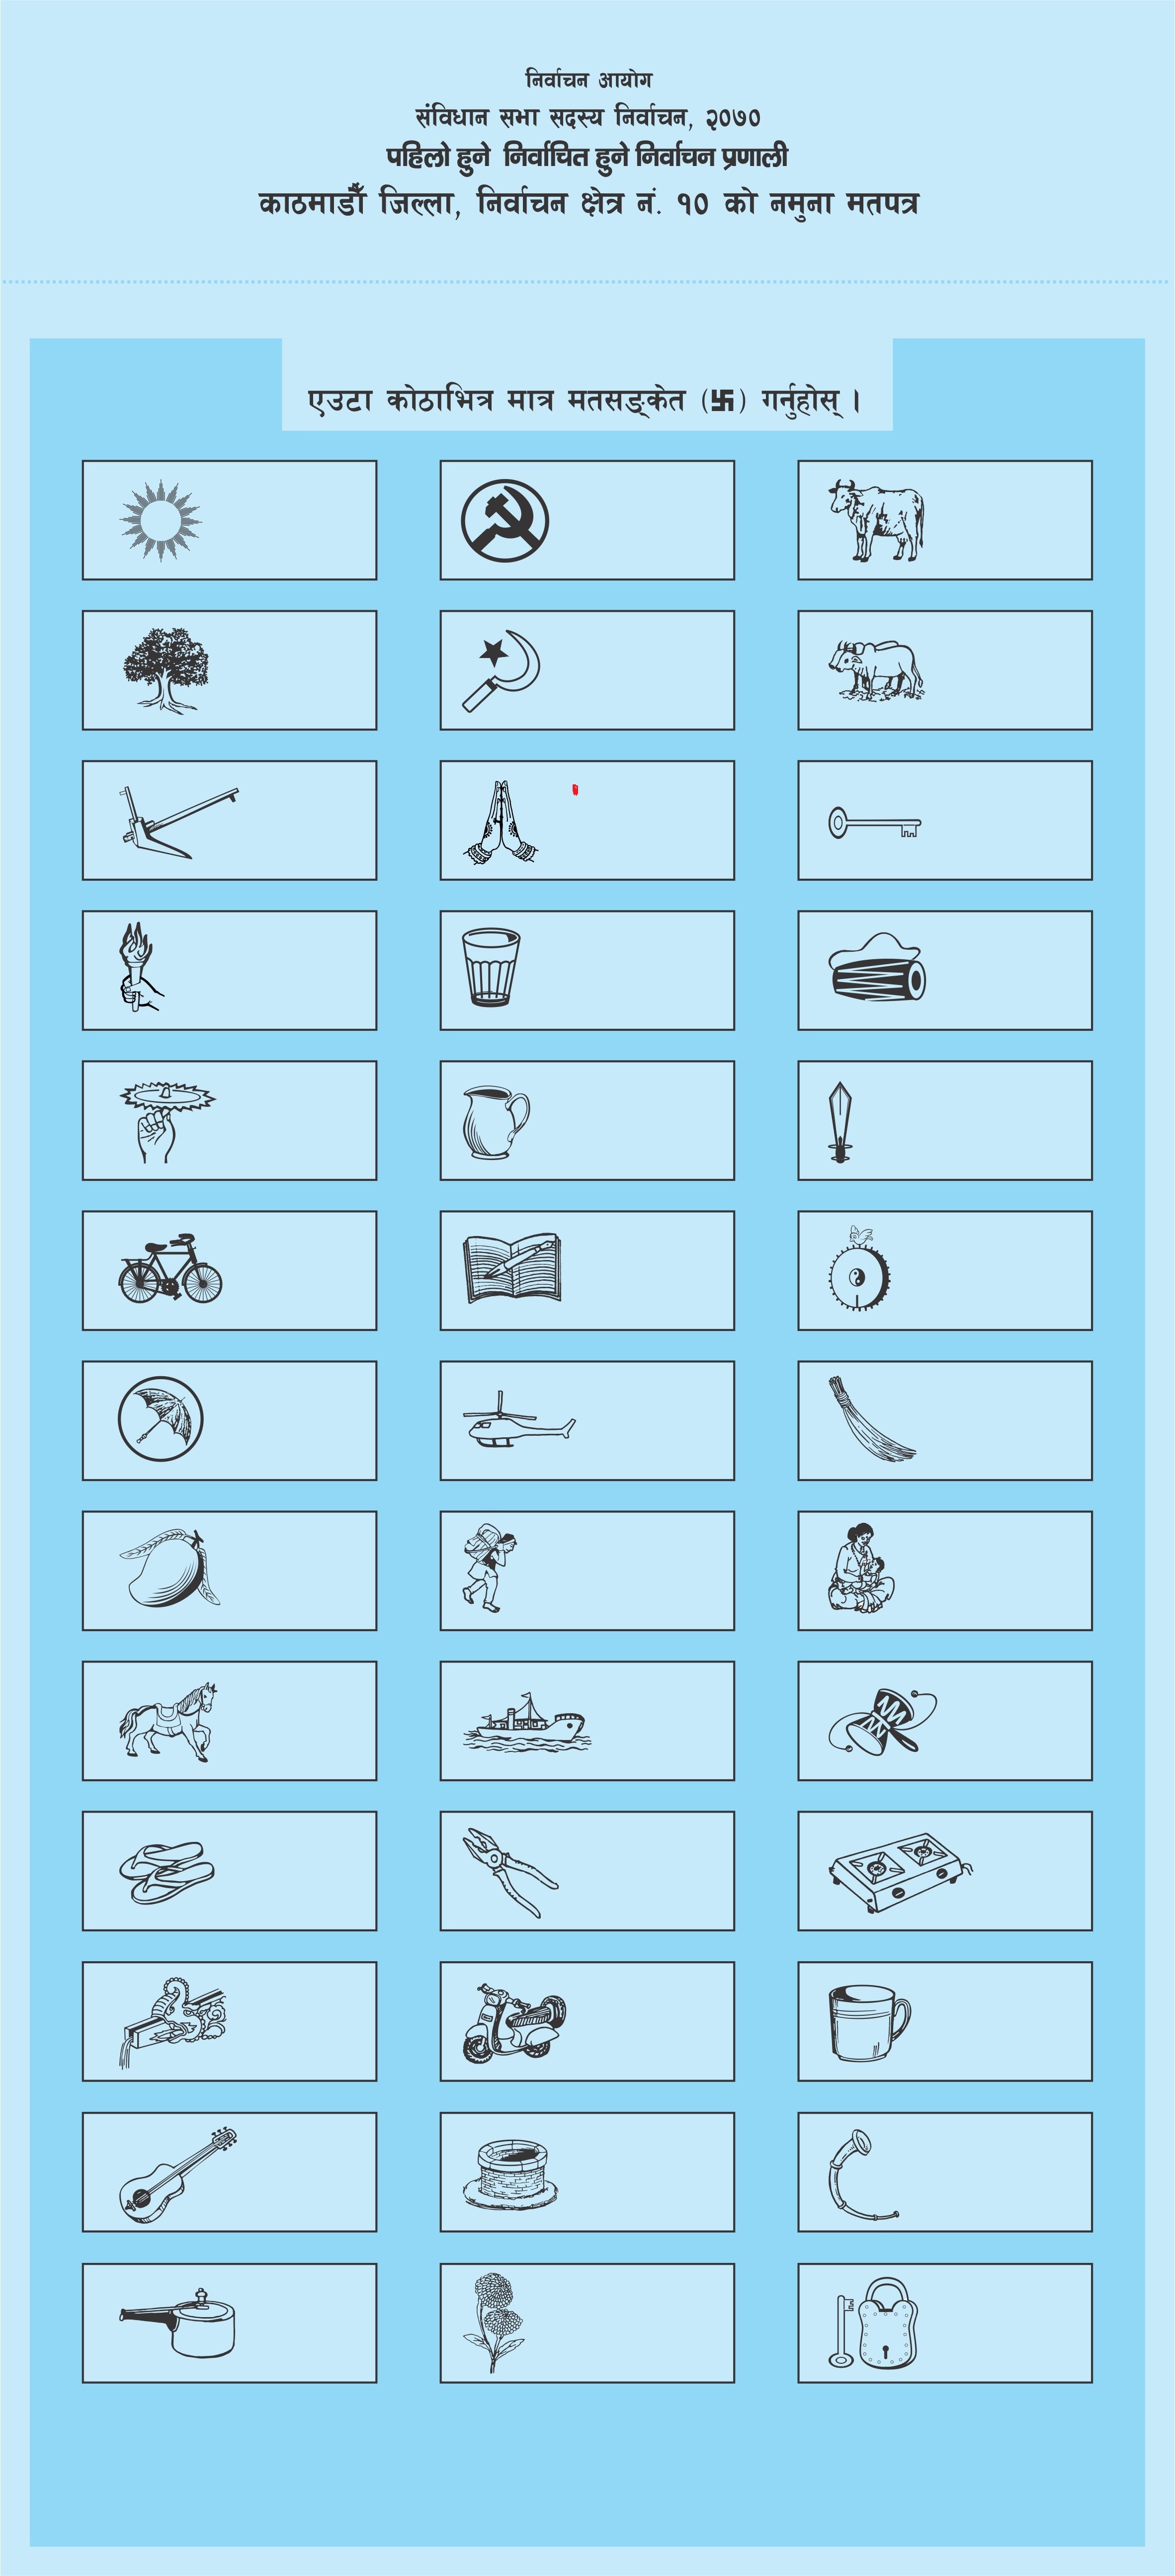 निर्वाचन आयोग
संविधान सभा सदस्य निर्वाचन, २०७०
पहिलो हुने निर्वाचित हुने निर्वाचन प्रणाली
काठमाडौँ जिल्ला, निर्वाचन क्षेत्र नं. १० को नमुना मतपत्र
एउटा कोठाभित्र मात्र मतसङ्केत (卐) गर्नुहोस् ।